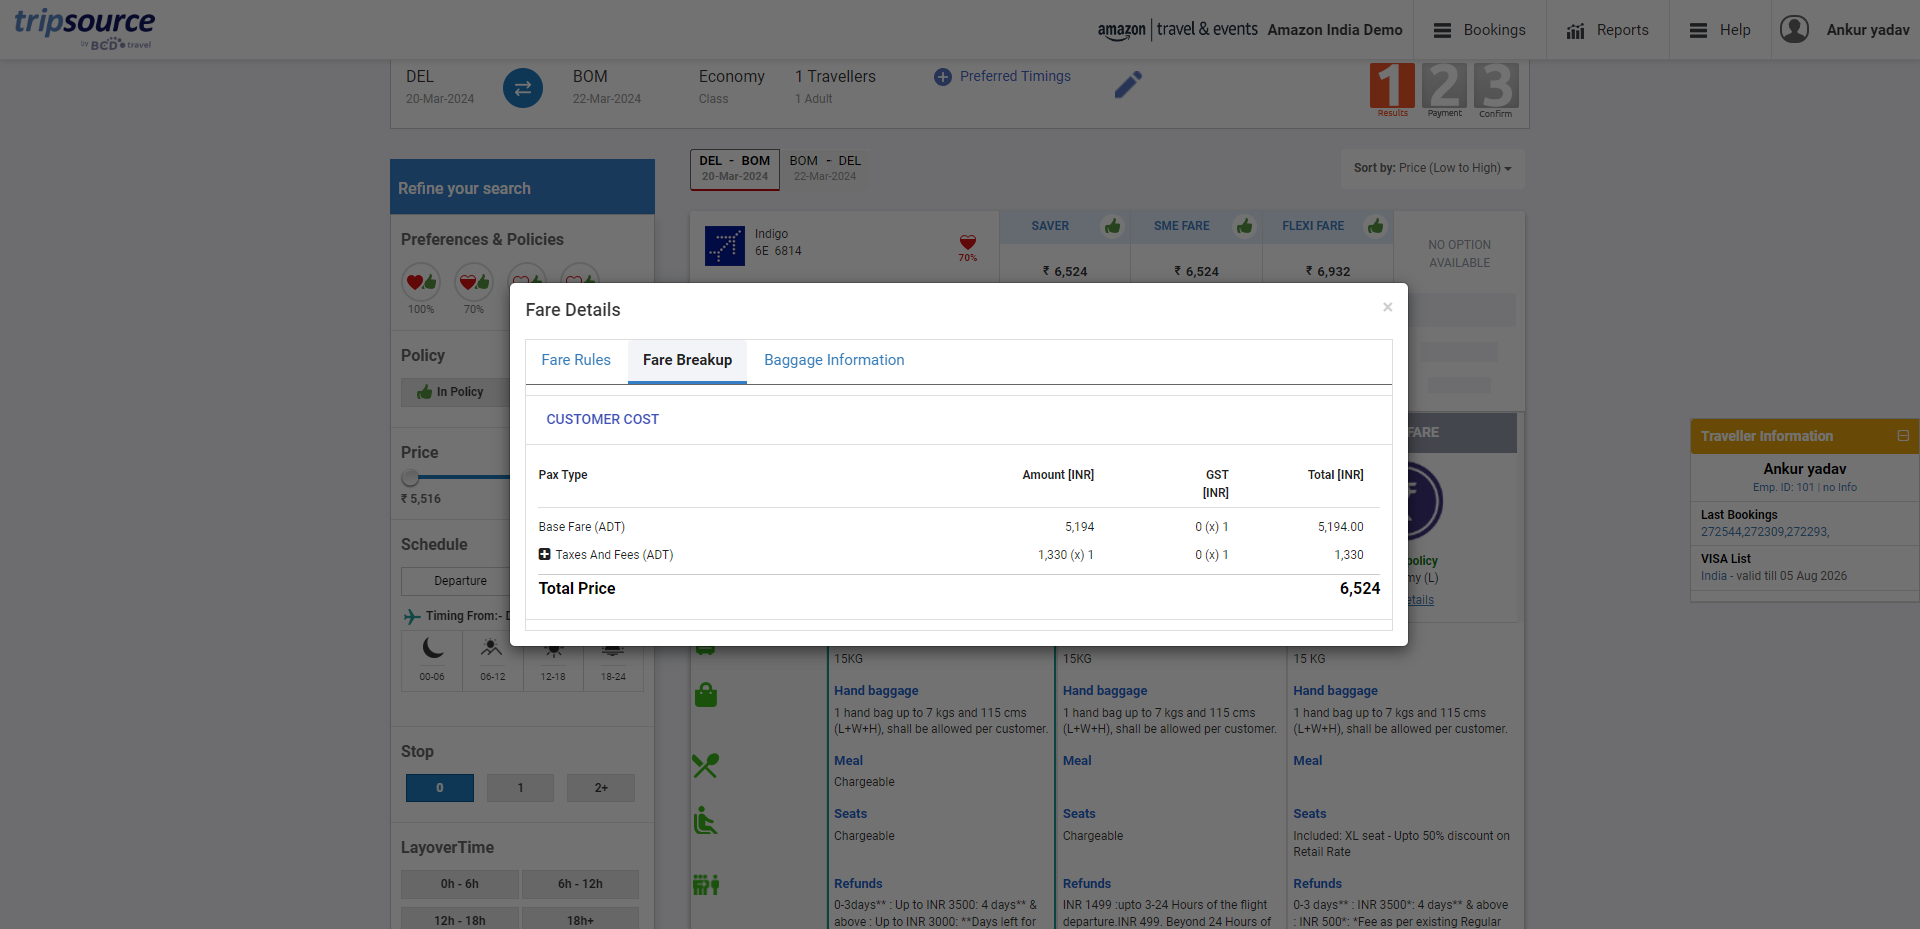 tripsource
by BCD travel
amazon | travel & events
Amazon India Demo
Bookings
Reports
Help
Ankur yadav
DEL
20-Mar-2024
BOM
22-Mar-2024
Economy
Class
1 Travellers
1 Adult
Preferred Timings
1 2 3
Results Payment Confirm
DEL - BOM
20-Mar-2024
BOM - DEL
22-Mar-2024
Sort by: Price (Low to High)
Refine your search
Preferences & Policies
100% 70%
Policy
In Policy
Price
₹ 5,516
Schedule
Departure
Timing From:-
00-06 06-12 12-18 18-24
Stop
0 1 2+
LayoverTime
0h - 6h 6h - 12h
12h - 18h 18h+
Indigo
6E 6814
70%
SAVER
₹ 6,524
SME FARE
₹ 6,524
FLEXI FARE
₹ 6,932
NO OPTION
AVAILABLE
Fare Details
×
Fare Rules Fare Breakup Baggage Information
CUSTOMER COST
Pax Type Amount [INR] GST [INR] Total [INR]
Base Fare (ADT) 5,194 0 (x) 1 5,194.00
Taxes And Fees (ADT) 1,330 (x) 1 0 (x) 1 1,330
Total Price 6,524
FARE
policy
my (L)
etails
15KG
Hand baggage
1 hand bag up to 7 kgs and 115 cms
(L+W+H), shall be allowed per customer.
Meal
Chargeable
Seats
Chargeable
Refunds
0-3days** : Up to INR 3500: 4 days** &
above : Up to INR 3000: **Days left for
15KG
Hand baggage
1 hand bag up to 7 kgs and 115 cms
(L+W+H), shall be allowed per customer.
Meal
Seats
Chargeable
Refunds
INR 1499 :upto 3-24 Hours of the flight
departure.INR 499. Beyond 24 Hours of
15 KG
Hand baggage
1 hand bag up to 7 kgs and 115 cms
(L+W+H), shall be allowed per customer.
Meal
Seats
Included: XL seat - Upto 50% discount on
Retail Rate
Refunds
0-3 days** : INR 3500*: 4 days** & above
: INR 500*: *Fee as per existing Regular
Traveller Information
Ankur yadav
Emp. ID: 101 | no Info
Last Bookings
272544,272309,272293,
VISA List
India - valid till 05 Aug 2026